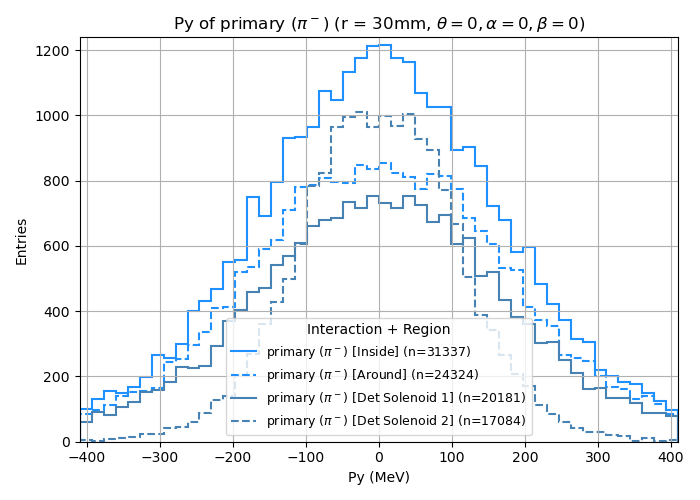 Py of primary (π⁻) (r = 30mm, θ = 0, α = 0, β = 0)
1200
1000
800
600
400
200
0
Entries
Interaction + Region
primary (π⁻) [Inside] (n=31337)
primary (π⁻) [Around] (n=24324)
primary (π⁻) [Det Solenoid 1] (n=20181)
primary (π⁻) [Det Solenoid 2] (n=17084)
−400 −300 −200 −100 0 100 200 300 400
Py (MeV)